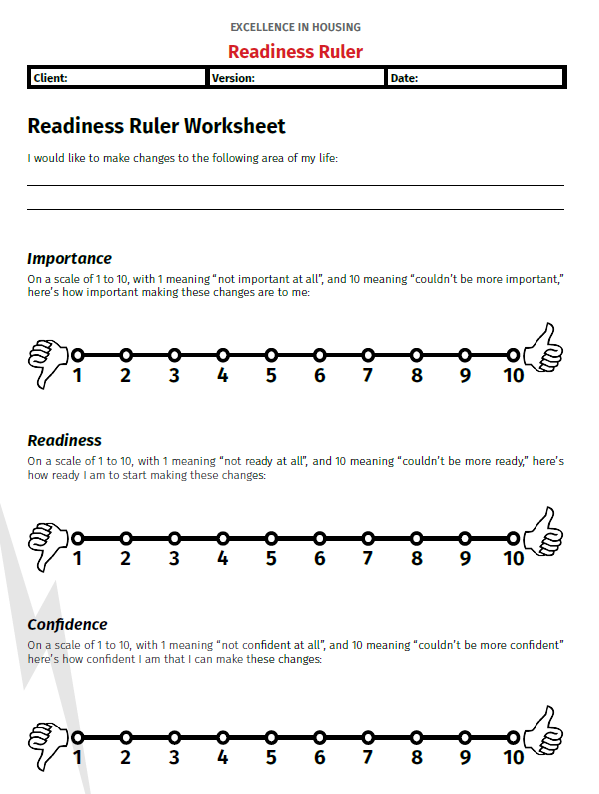 EXCELLENCE IN HOUSING
Readiness Ruler
Client: Version: Date:
Readiness Ruler Worksheet
I would like to make changes to the following area of my life:
Importance
On a scale of 1 to 10, with 1 meaning “not important at all”, and 10 meaning “couldn’t be more important,”
here’s how important making these changes are to me:
1 2 3 4 5 6 7 8 9 10
Readiness
On a scale of 1 to 10, with 1 meaning “not ready at all”, and 10 meaning “couldn’t be more ready,” here’s
how ready I am to start making these changes:
1 2 3 4 5 6 7 8 9 10
Confidence
On a scale of 1 to 10, with 1 meaning “not confident at all”, and 10 meaning “couldn’t be more confident”
here’s how confident I am that I can make these changes:
1 2 3 4 5 6 7 8 9 10